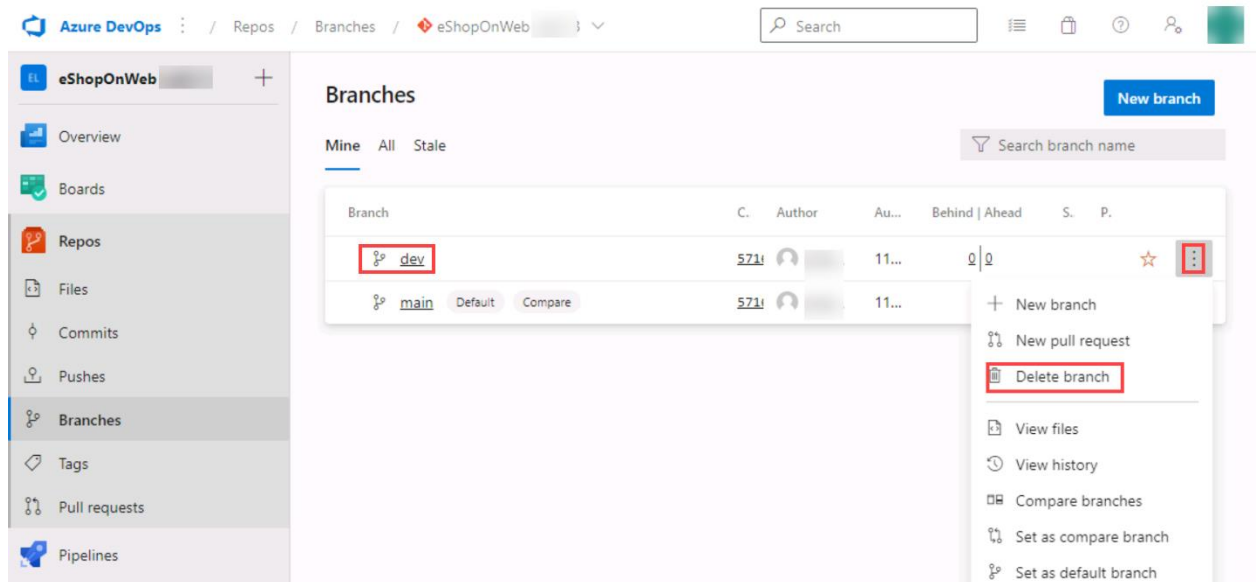 Azure DevOps / Repos / Branches / eShopOnWeb
Search
EL eShopOnWeb
Overview
Boards
Repos
Files
Commits
Pushes
Branches
Tags
Pull requests
Pipelines
Branches
New branch
Mine All Stale
Search branch name
Branch C. Author Au... Behind | Ahead S. P.
dev 571 11... 0 | 0
main Default Compare 571 11...
New branch
New pull request
Delete branch
View files
View history
Compare branches
Set as compare branch
Set as default branch